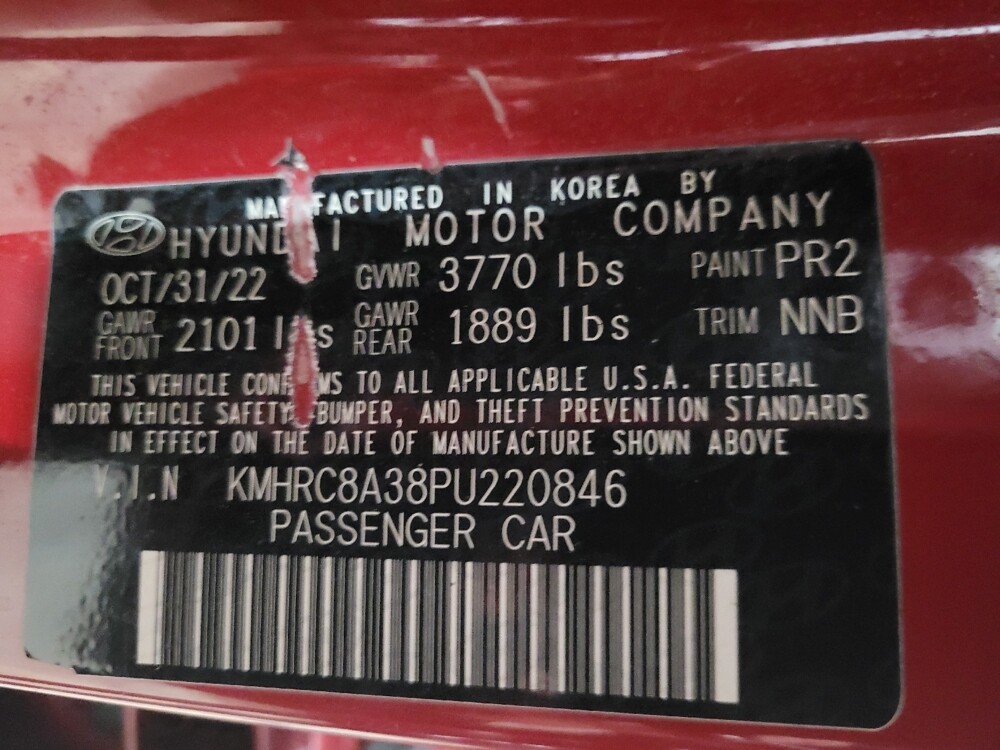 MANUFACTURED IN KOREA BY
HYUNDAI MOTOR COMPANY
OCT/31/22 GVWR 3770 lbs PAINT PR2
GAWR FRONT 2101 lbs GAWR REAR 1889 lbs TRIM NNB
THIS VEHICLE CONFORMS TO ALL APPLICABLE U.S.A. FEDERAL
MOTOR VEHICLE SAFETY, BUMPER, AND THEFT PREVENTION STANDARDS
IN EFFECT ON THE DATE OF MANUFACTURE SHOWN ABOVE
V.I.N KMHRC8A38PU220846
PASSENGER CAR